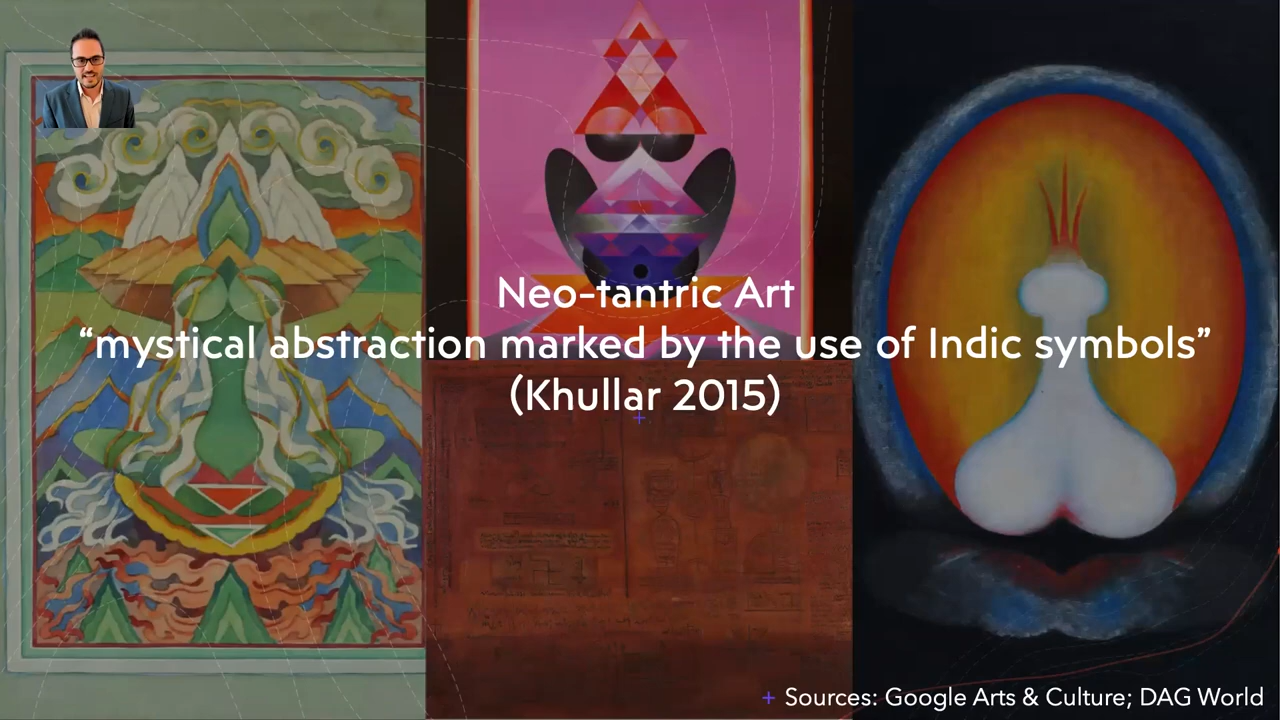 Neo-tantric Art
“mystical abstraction marked by the use of Indic symbols”
(Khullar 2015)
+ Sources: Google Arts & Culture; DAG World